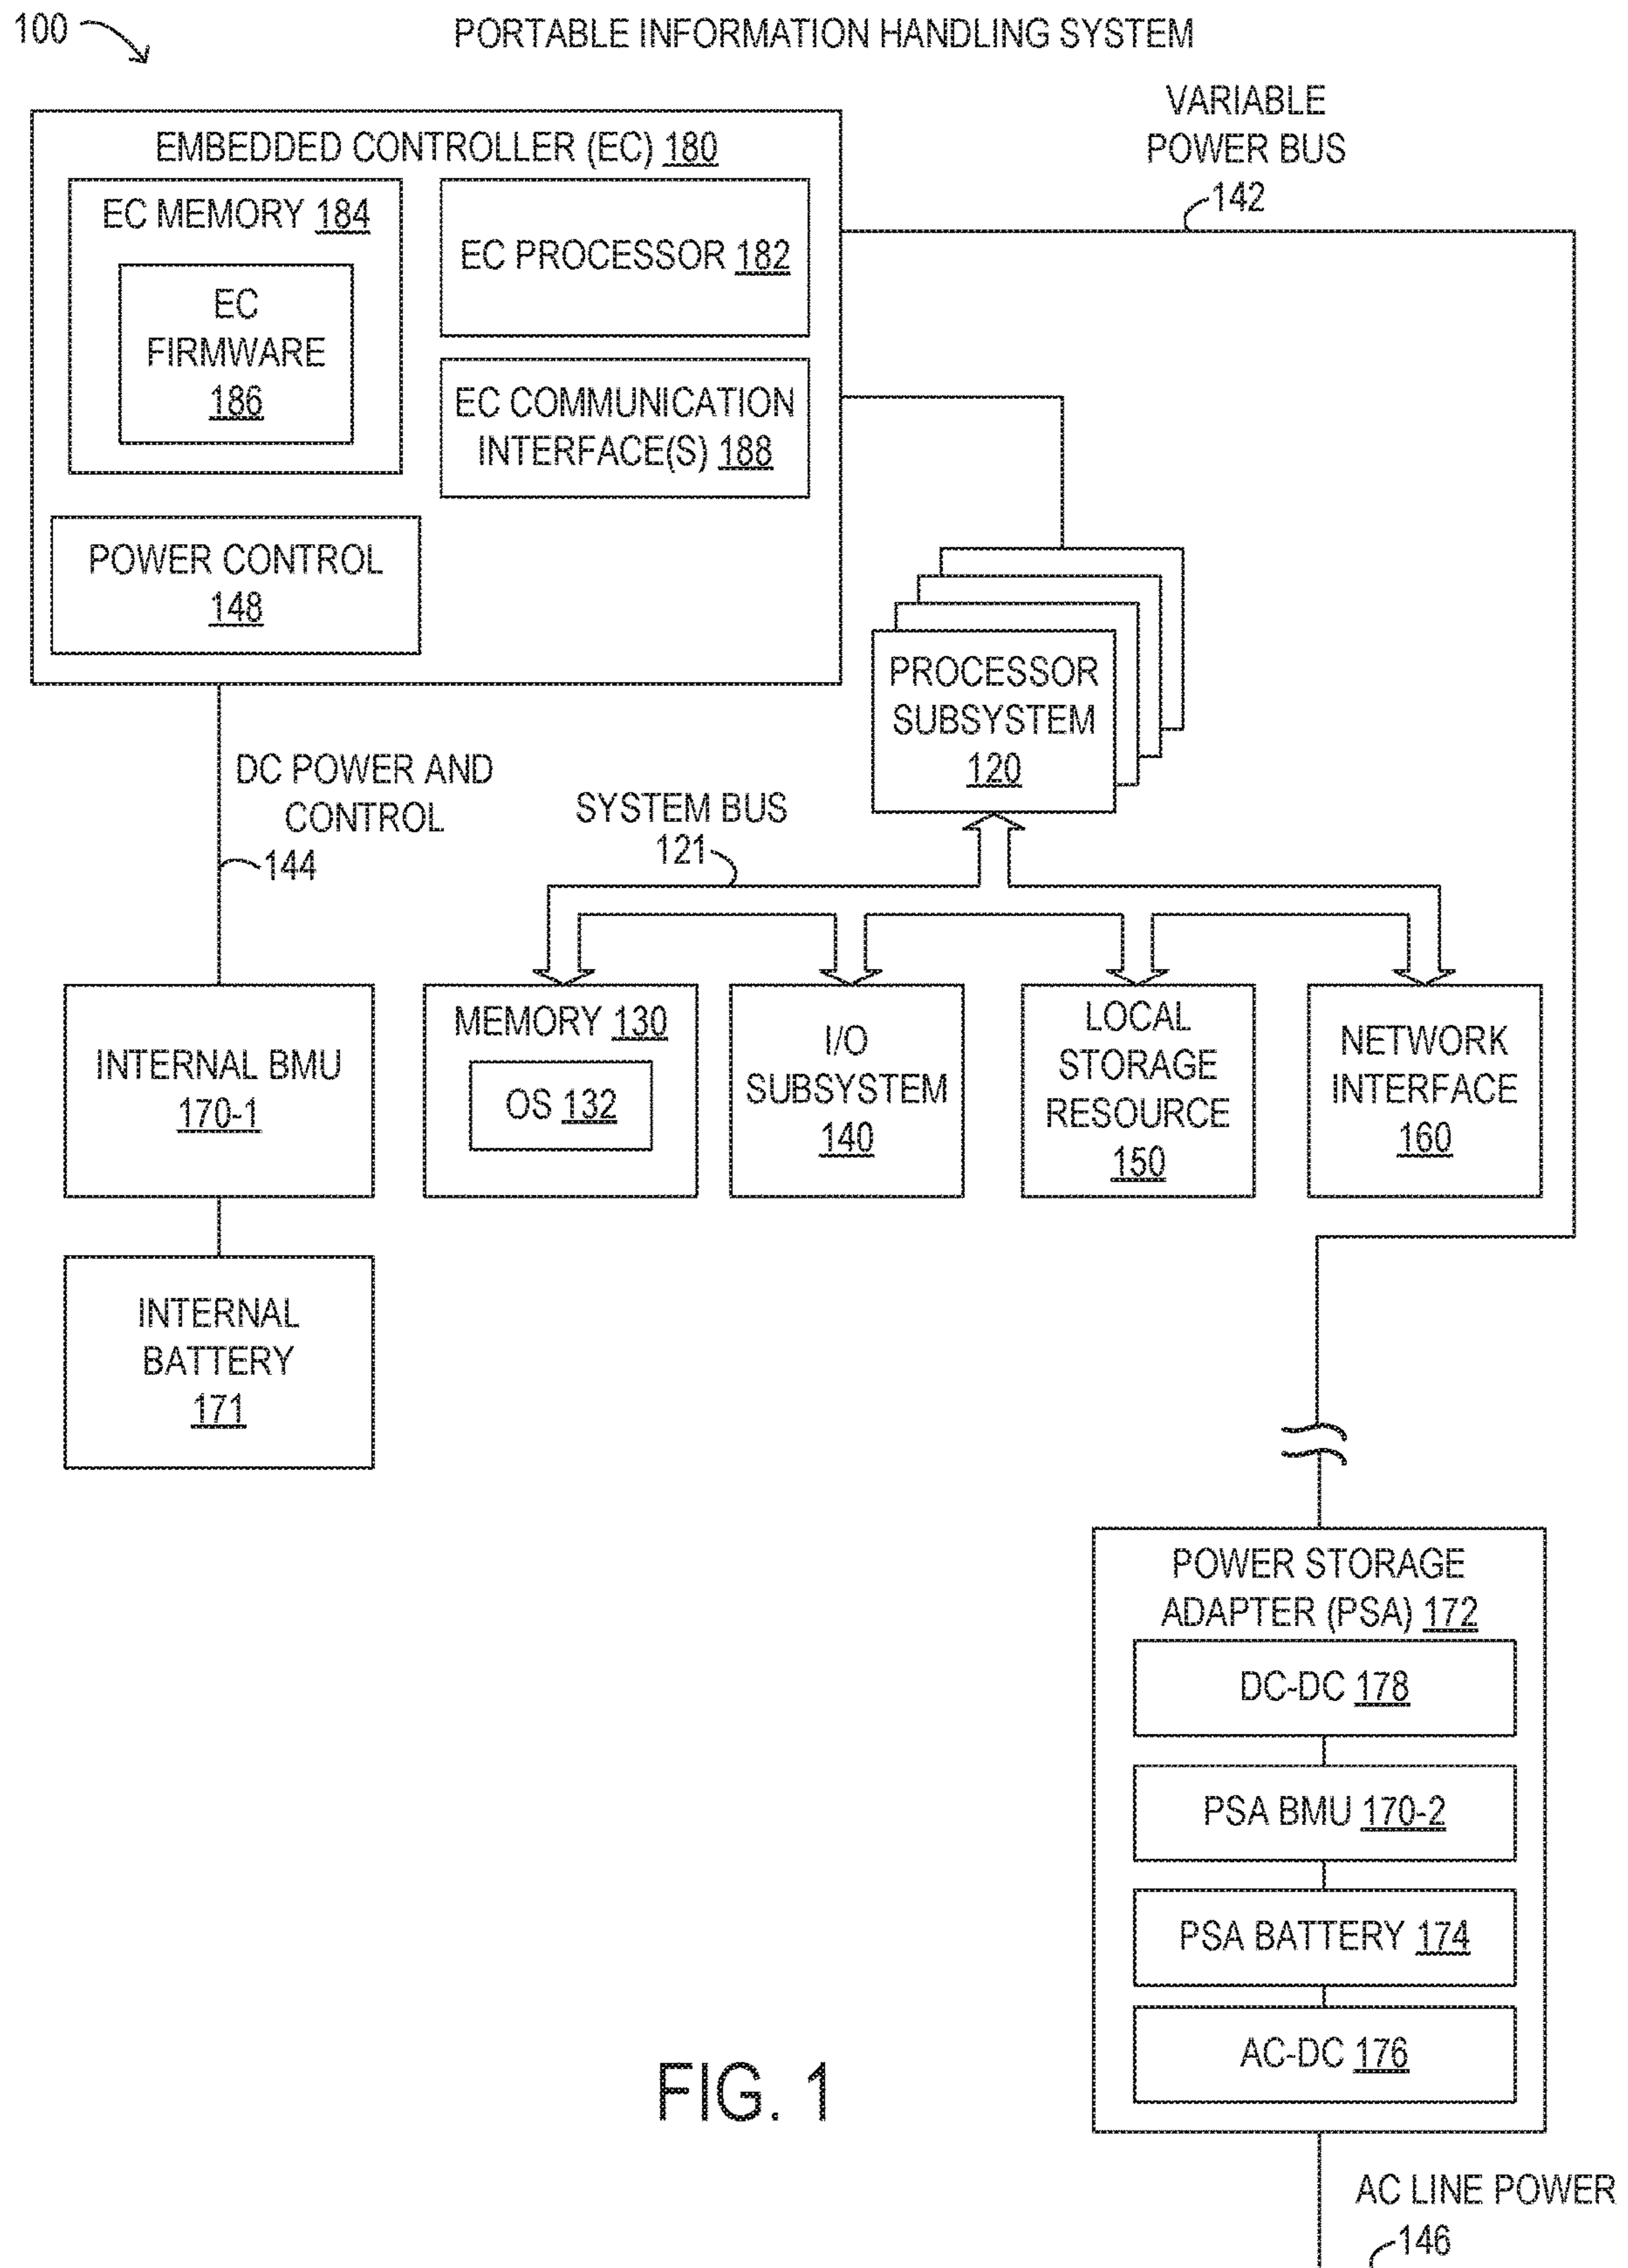 100
PORTABLE INFORMATION HANDLING SYSTEM
VARIABLE
POWER BUS
142
EMBEDDED CONTROLLER (EC) 180
EC MEMORY 184
EC
FIRMWARE
186
EC PROCESSOR 182
EC COMMUNICATION
INTERFACE(S) 188
POWER CONTROL
148
PROCESSOR
SUBSYSTEM
120
DC POWER AND
CONTROL
144
SYSTEM BUS
121
INTERNAL BMU
170-1
MEMORY 130
OS 132
I/O
SUBSYSTEM
140
LOCAL
STORAGE
RESOURCE
150
NETWORK
INTERFACE
160
INTERNAL
BATTERY
171
POWER STORAGE
ADAPTER (PSA) 172
DC-DC 178
PSA BMU 170-2
PSA BATTERY 174
AC-DC 176
FIG. 1
AC LINE POWER
146